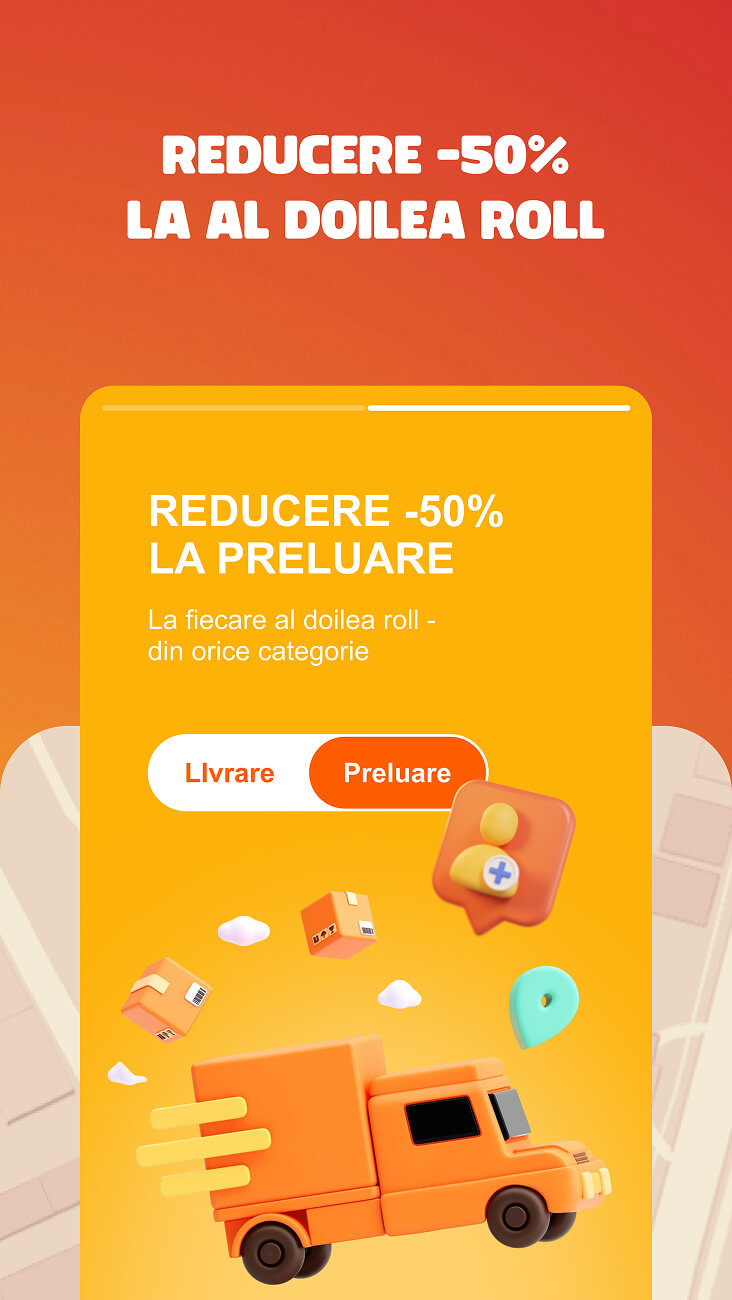 REDUCERE -50%
LA AL DOILEA ROLL
REDUCERE -50%
LA PRELUARE
La fiecare al doilea roll -
din orice categorie
LIvrare
Preluare